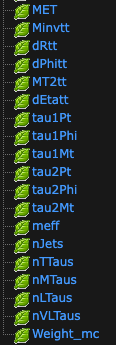 MET
Minvtt
dRtt
dPhitt
MT2tt
dEtatt
tau1Pt
tau1Phi
tau1Mt
tau2Pt
tau2Phi
tau2Mt
meff
nJets
nTTaus
nMTaus
nLTaus
nVLTaus
Weight_mc